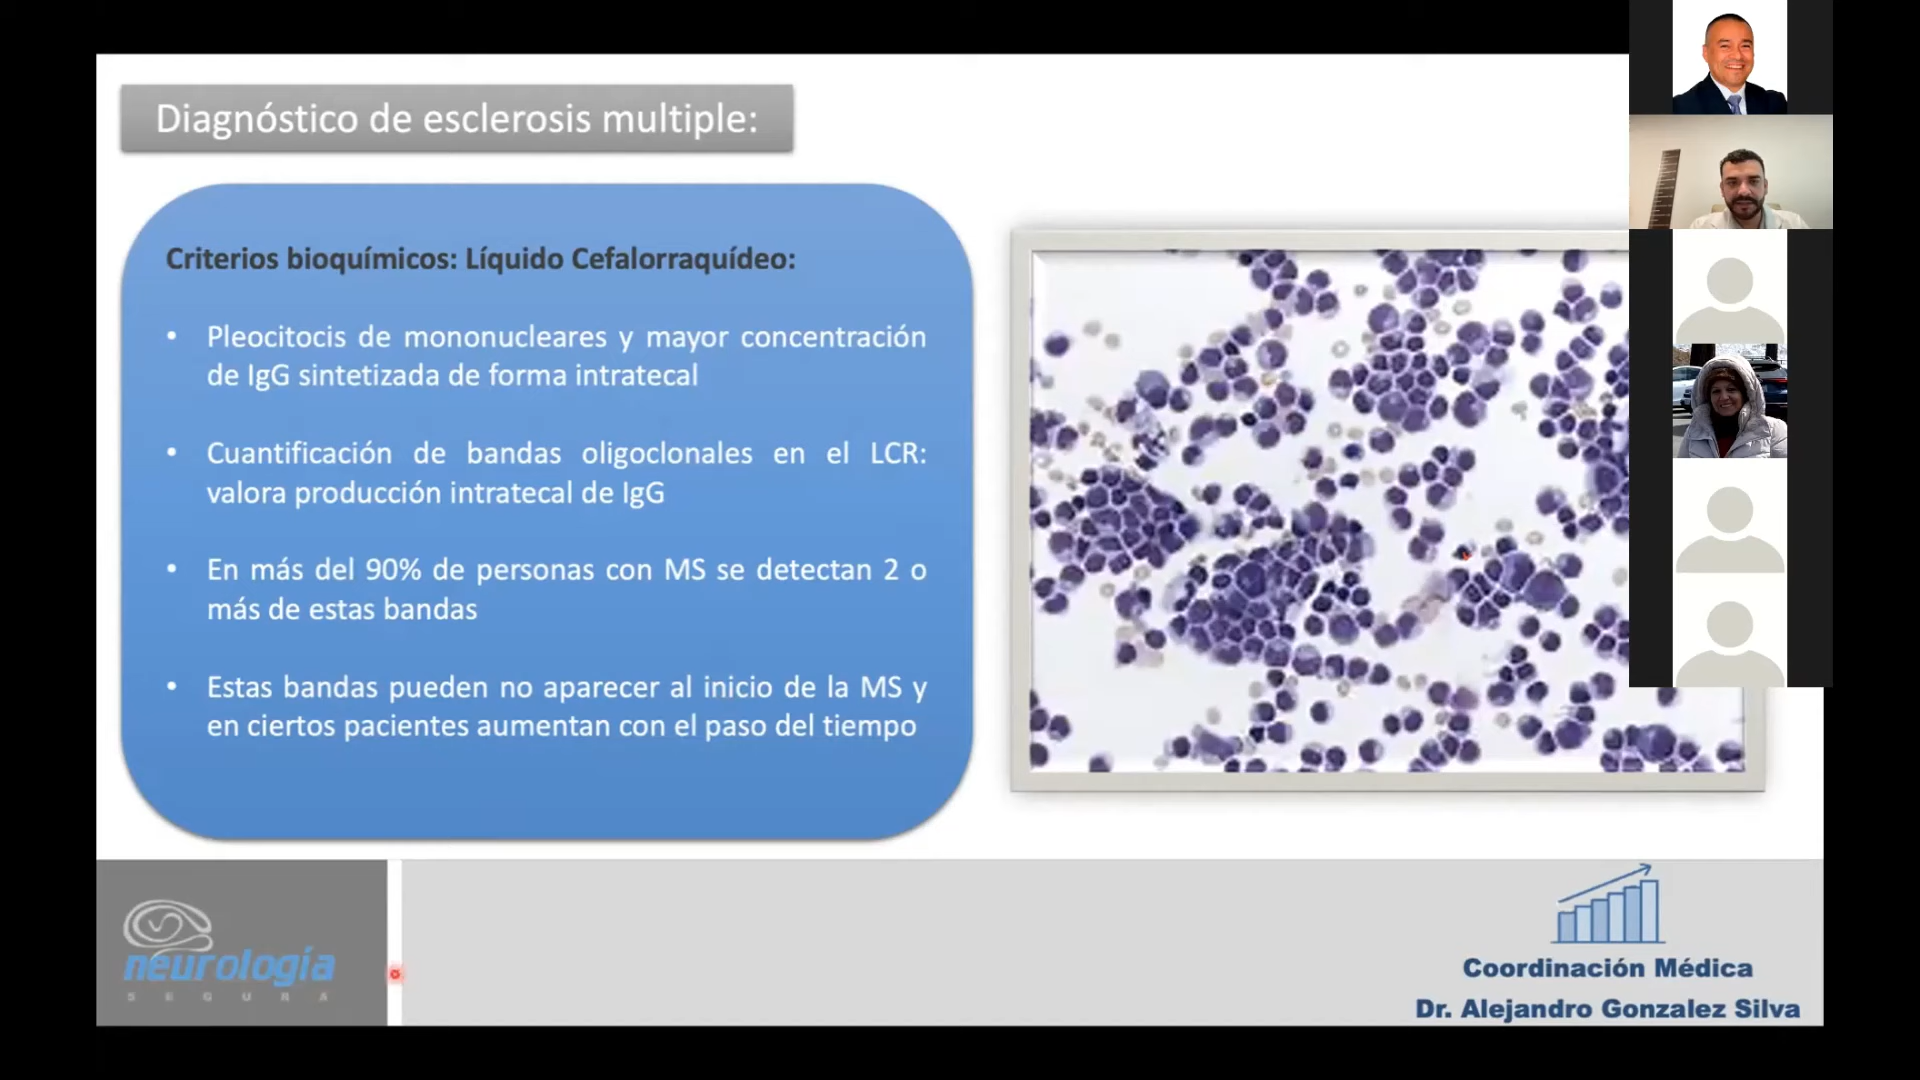 Diagnóstico de esclerosis multiple:
Criterios bioquímicos: Líquido Cefalorraquídeo:
• Pleocitocis de mononucleares y mayor concentración
de IgG sintetizada de forma intratecal
• Cuantificación de bandas oligoclonales en el LCR:
valora producción intratecal de IgG
• En más del 90% de personas con MS se detectan 2 o
más de estas bandas
• Estas bandas pueden no aparecer al inicio de la MS y
en ciertos pacientes aumentan con el paso del tiempo
neurología
SEGURA
Coordinación Médica
Dr. Alejandro Gonzalez Silva